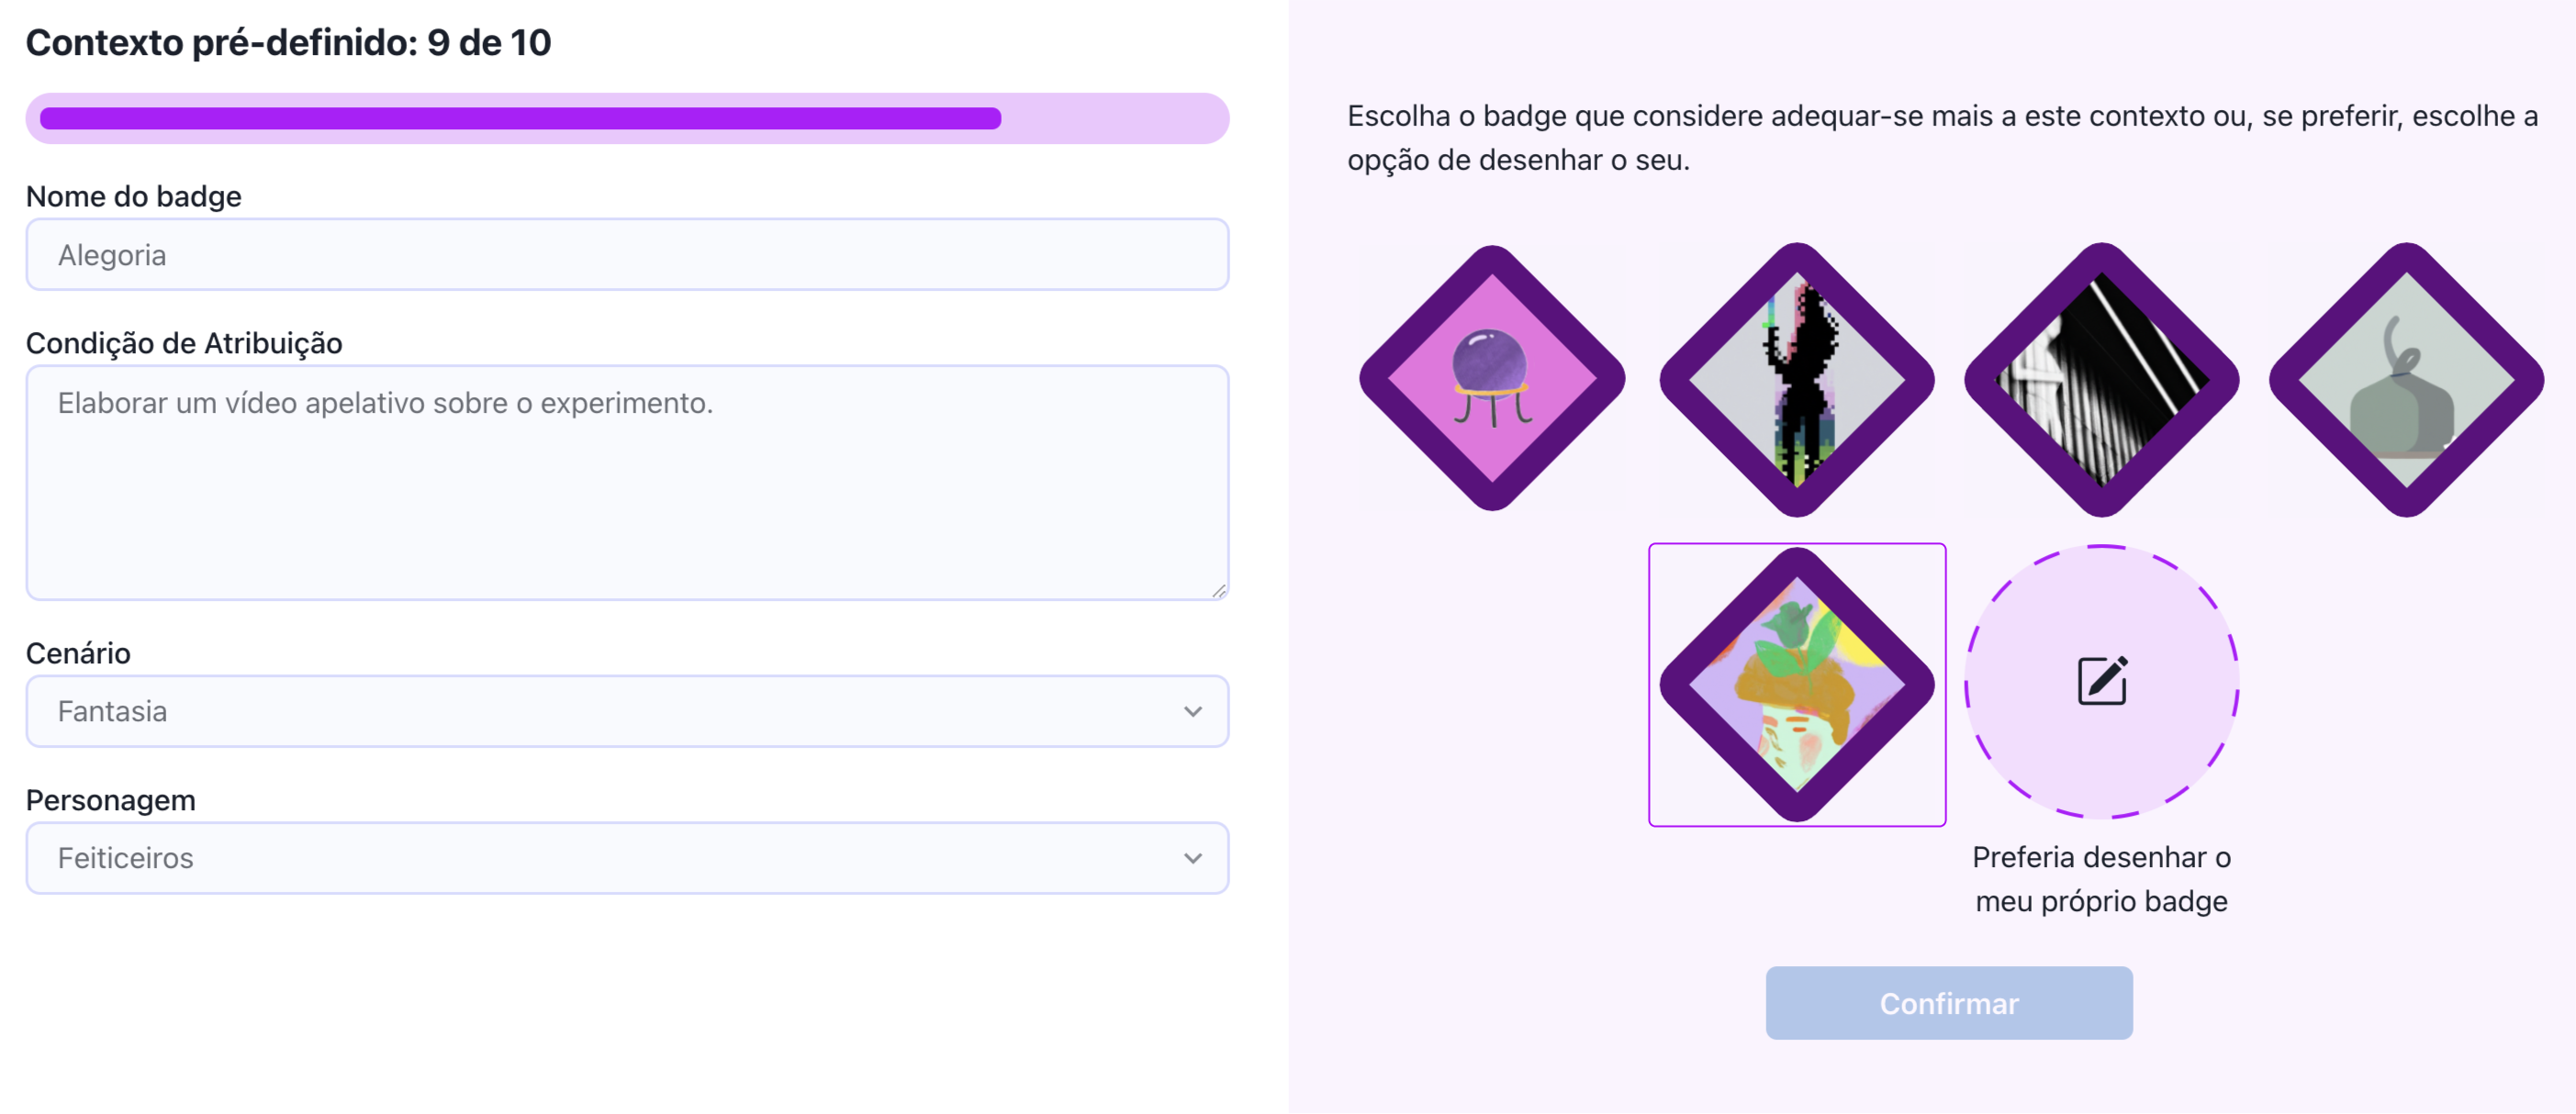 Contexto pré-definido: 9 de 10
Nome do badge
Alegoria
Condição de Atribuição
Elaborar um vídeo apelativo sobre o experimento.
Cenário
Fantasia
Personagem
Feiticeiros
Escolha o badge que considere adequar-se mais a este contexto ou, se preferir, escolhe a
opção de desenhar o seu.
Preferia desenhar o
meu próprio badge
Confirmar